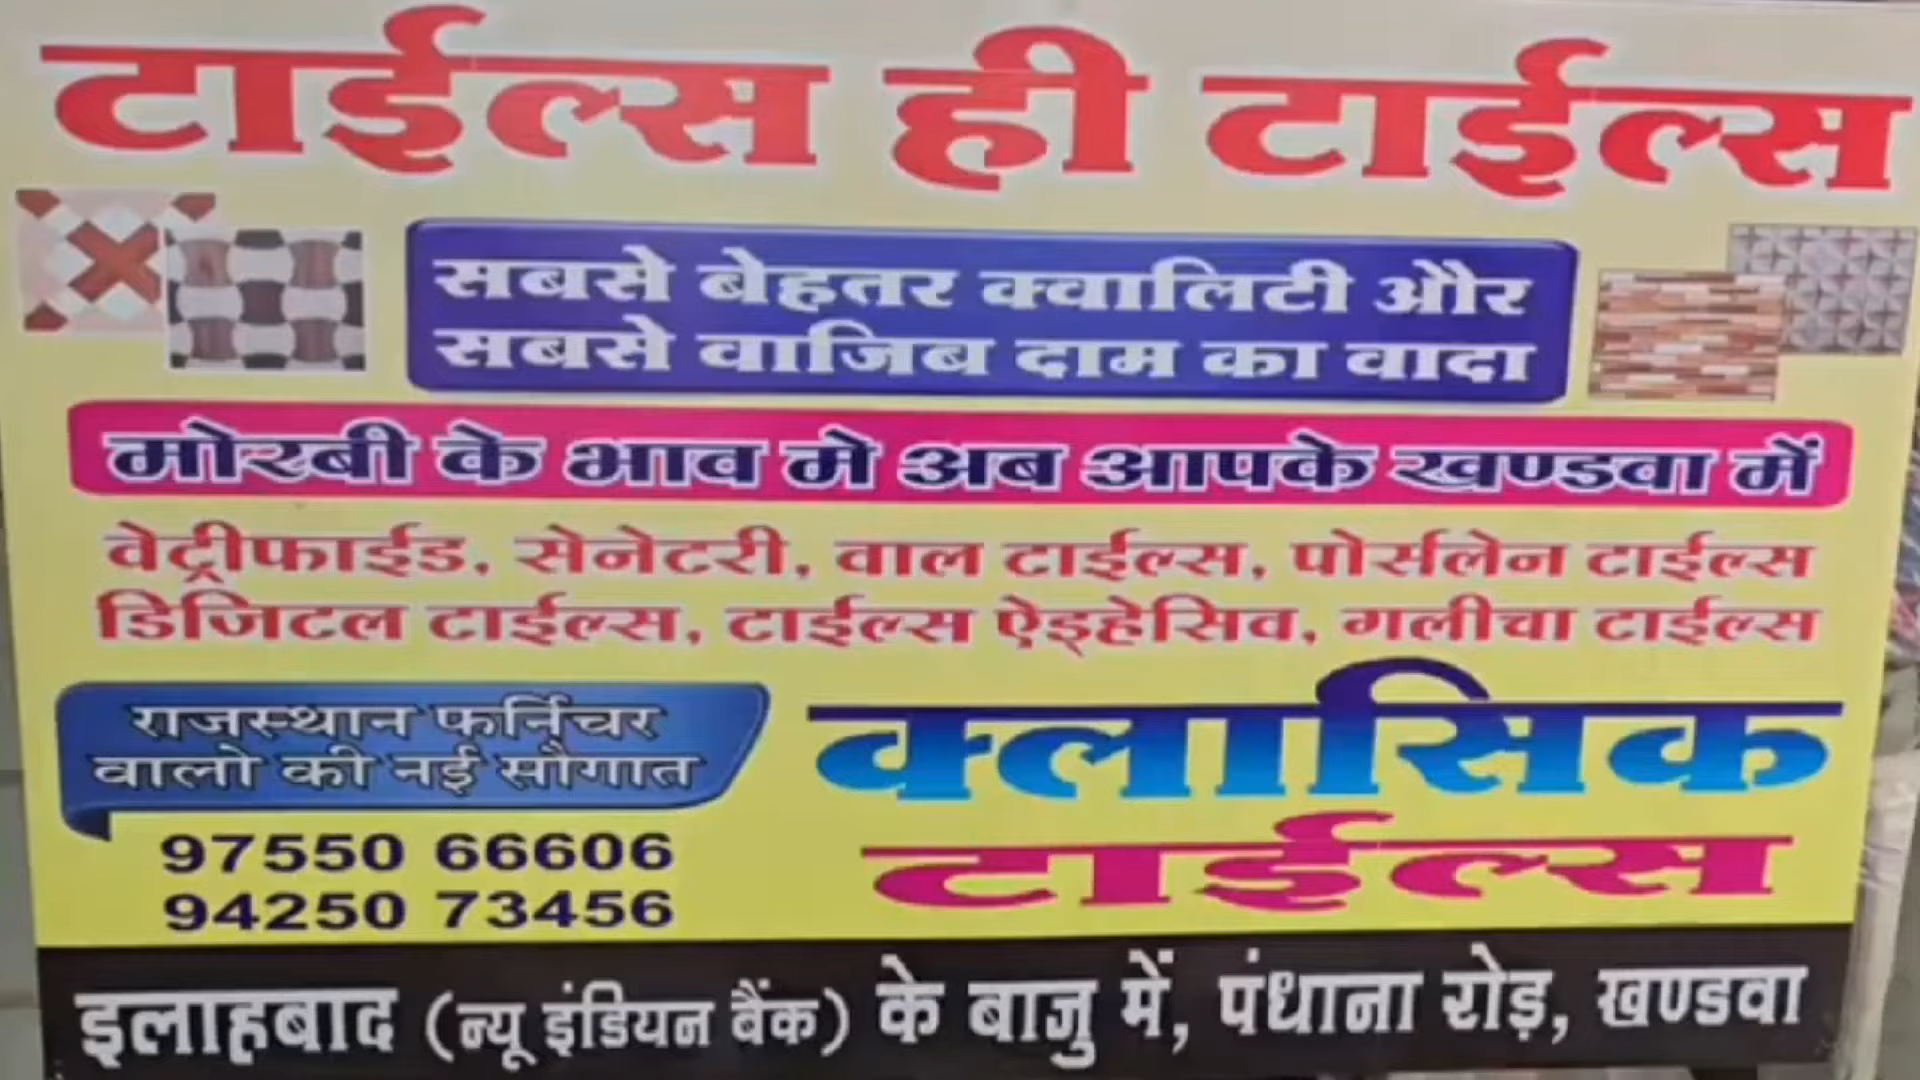 टाईल्स ही टाईल्स
सबसे बेहतर क्वालिटी और
सबसे वाजिब दाम का वादा
मोरबी के भाव मे अब आपके खण्डवा में
वेट्रीफाईड, सेनेटरी, वाल टाईल्स, पोर्सलेन टाईल्स
डिजिटल टाईल्स, टाईल्स ऐड्हेसिव, गलीचा टाईल्स
राजस्थान फर्निचर
वालो की नई सौगात
97550 66606
94250 73456
क्लासिक
टाईल्स
इलाहबाद (न्यू इंडियन बैंक) के बाजु में, पंधाना रोड़, खण्डवा